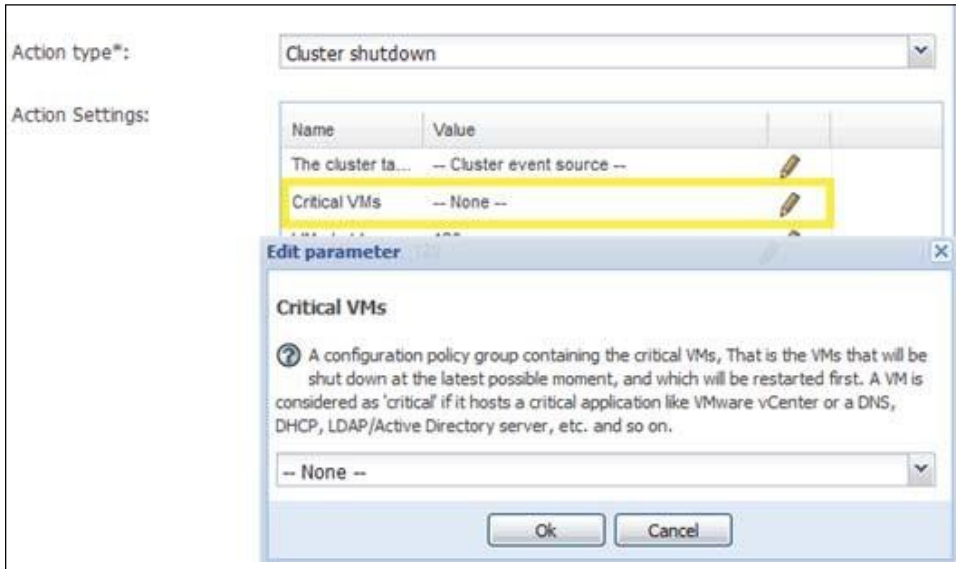 Action type*:
Cluster shutdown
Action Settings:
Name Value
The cluster ta... -- Cluster event source --
Critical VMs -- None --
Edit parameter
Critical VMs
A configuration policy group containing the critical VMs, That is the VMs that will be
shut down at the latest possible moment, and which will be restarted first. A VM is
considered as 'critical' if it hosts a critical application like VMware vCenter or a DNS,
DHCP, LDAP/Active Directory server, etc. and so on.
-- None --
Ok Cancel